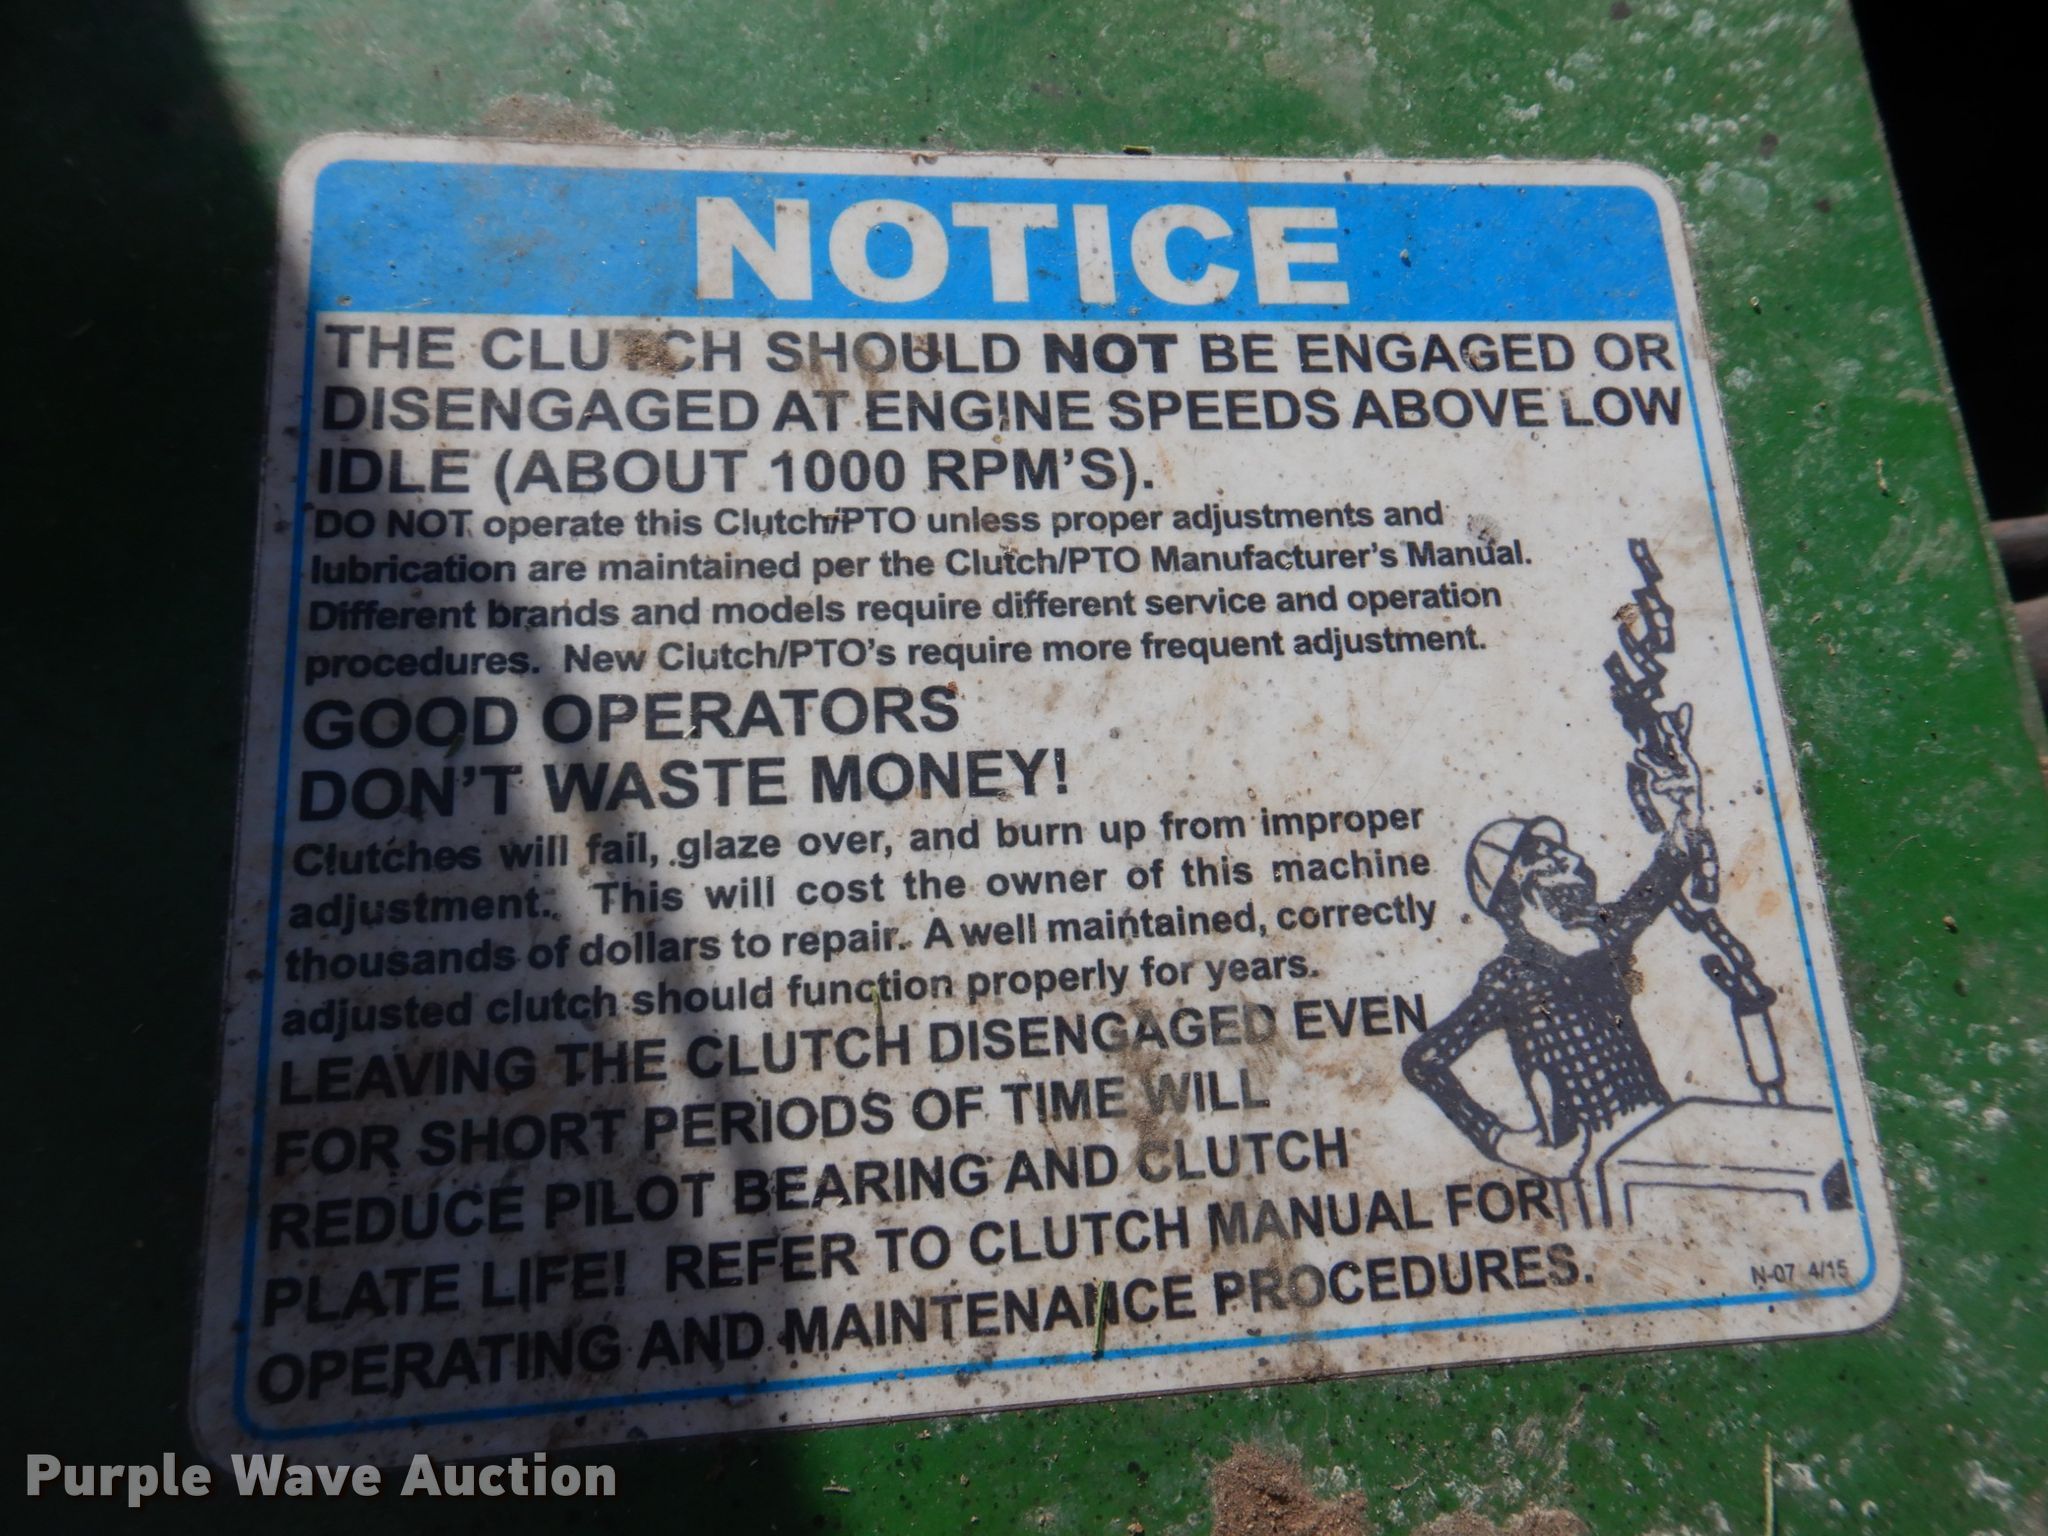 NOTICE
THE CLUTCH SHOULD NOT BE ENGAGED OR
DISENGAGED AT ENGINE SPEEDS ABOVE LOW
IDLE (ABOUT 1000 RPM'S).
DO NOT operate this Clutch/PTO unless proper adjustments and
lubrication are maintained per the Clutch/PTO Manufacturer's Manual.
Different brands and models require different service and operation
procedures. New Clutch/PTO's require more frequent adjustment.
GOOD OPERATORS
DON'T WASTE MONEY!
Clutches will fail, glaze over, and burn up from improper
adjustment. This will cost the owner of this machine
thousands of dollars to repair. A well maintained, correctly
adjusted clutch should function properly for years.
LEAVING THE CLUTCH DISENGAGED EVEN
FOR SHORT PERIODS OF TIME WILL
REDUCE PILOT BEARING AND CLUTCH
PLATE LIFE! REFER TO CLUTCH MANUAL FOR
OPERATING AND MAINTENANCE PROCEDURES.
N-07 4/15
Purple Wave Auction